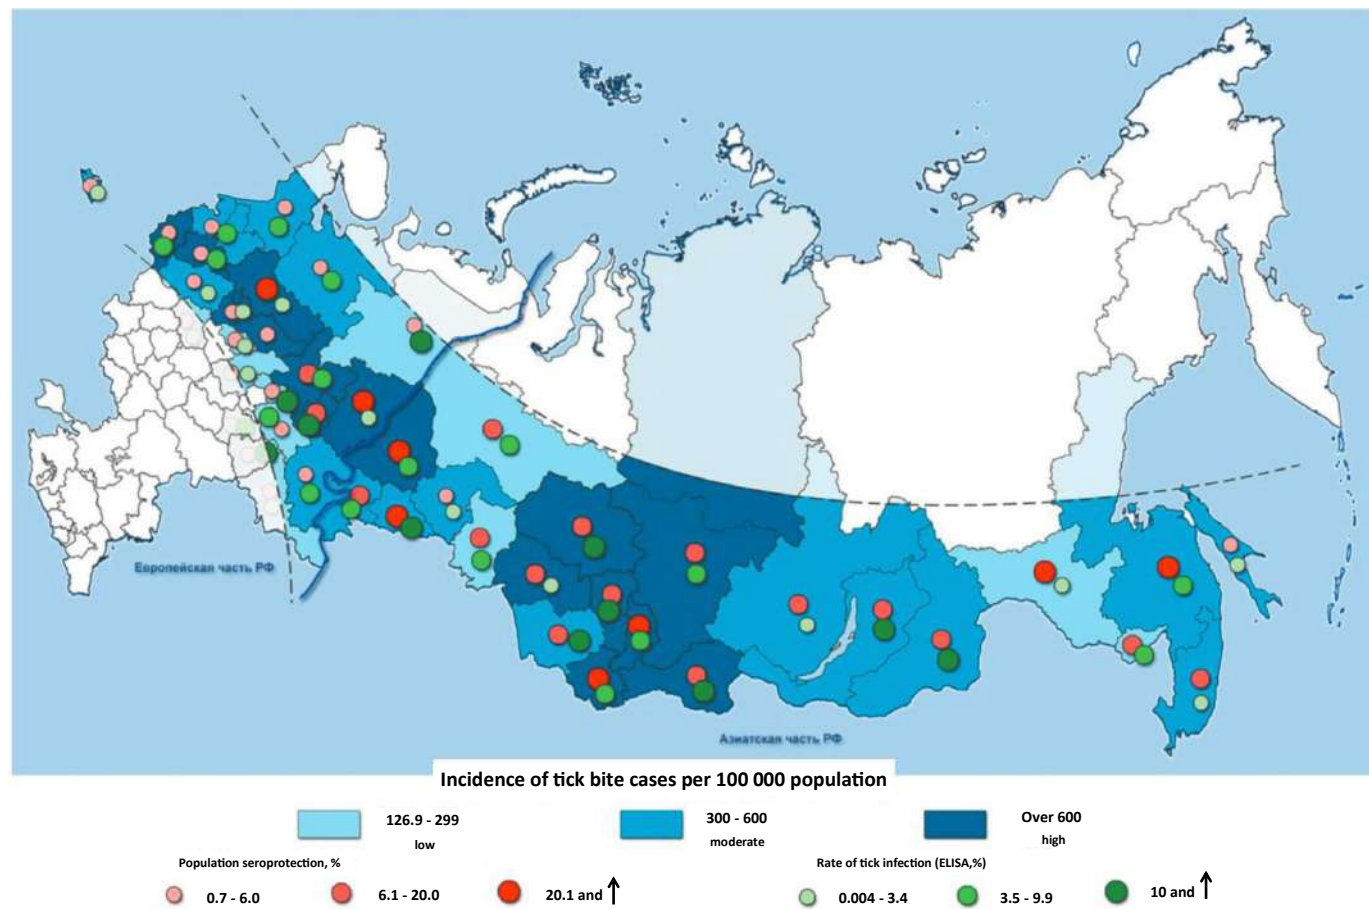 Европейская часть РФ
Азиатская часть РФ
Incidence of tick bite cases per 100 000 population
126.9 - 299
low
300 - 600
moderate
Over 600
high
Population seroprotection, %
Rate of tick infection (ELISA,%)
0.7 - 6.0
6.1 - 20.0
20.1 and ↑
0.004 - 3.4
3.5 - 9.9
10 and ↑